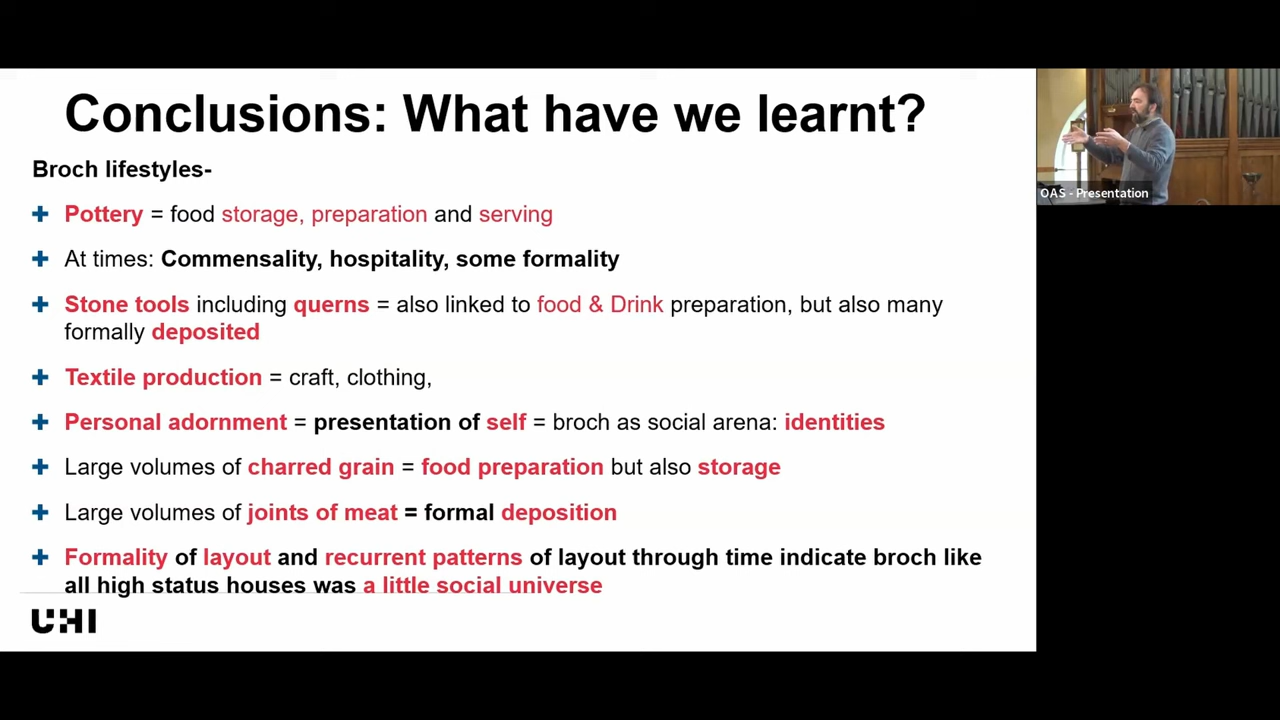 Conclusions: What have we learnt?
Broch lifestyles-
Pottery = food storage, preparation and serving
At times: Commensality, hospitality, some formality
Stone tools including querns = also linked to food & Drink preparation, but also many
formally deposited
Textile production = craft, clothing,
Personal adornment = presentation of self = broch as social arena: identities
Large volumes of charred grain = food preparation but also storage
Large volumes of joints of meat = formal deposition
Formality of layout and recurrent patterns of layout through time indicate broch like
all high status houses was a little social universe
UHI
OAS - Presentation